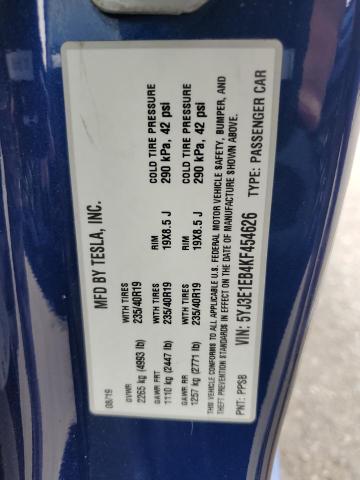 MFD BY TESLA, INC.
08/19
GVWR WITH TIRES RIM COLD TIRE PRESSURE
2265 kg (4993 lb) 235/40R19 19X8.5 J 290 kPa, 42 psi
GAWR FRT WITH TIRES RIM COLD TIRE PRESSURE
1110 kg (2447 lb) 235/40R19 19X8.5 J 290 kPa, 42 psi
GAWR RR WITH TIRES
1257 kg (2771 lb) 235/40R19
THIS VEHICLE CONFORMS TO ALL APPLICABLE U.S. FEDERAL MOTOR VEHICLE SAFETY, BUMPER, AND
THEFT PREVENTION STANDARDS IN EFFECT ON THE DATE OF MANUFACTURE SHOWN ABOVE.
VIN: 5YJ3E1EB4KF454626 TYPE: PASSENGER CAR
PNT: PPSB